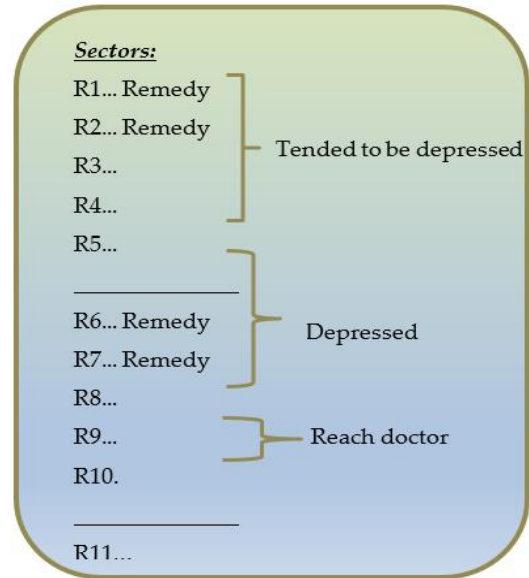 Sectors:
R1... Remedy
R2... Remedy
Tended to be depressed
R3...
R4...
R5...
R6... Remedy
Depressed
R7... Remedy
R8...
R9...
Reach doctor
R10.
R11...